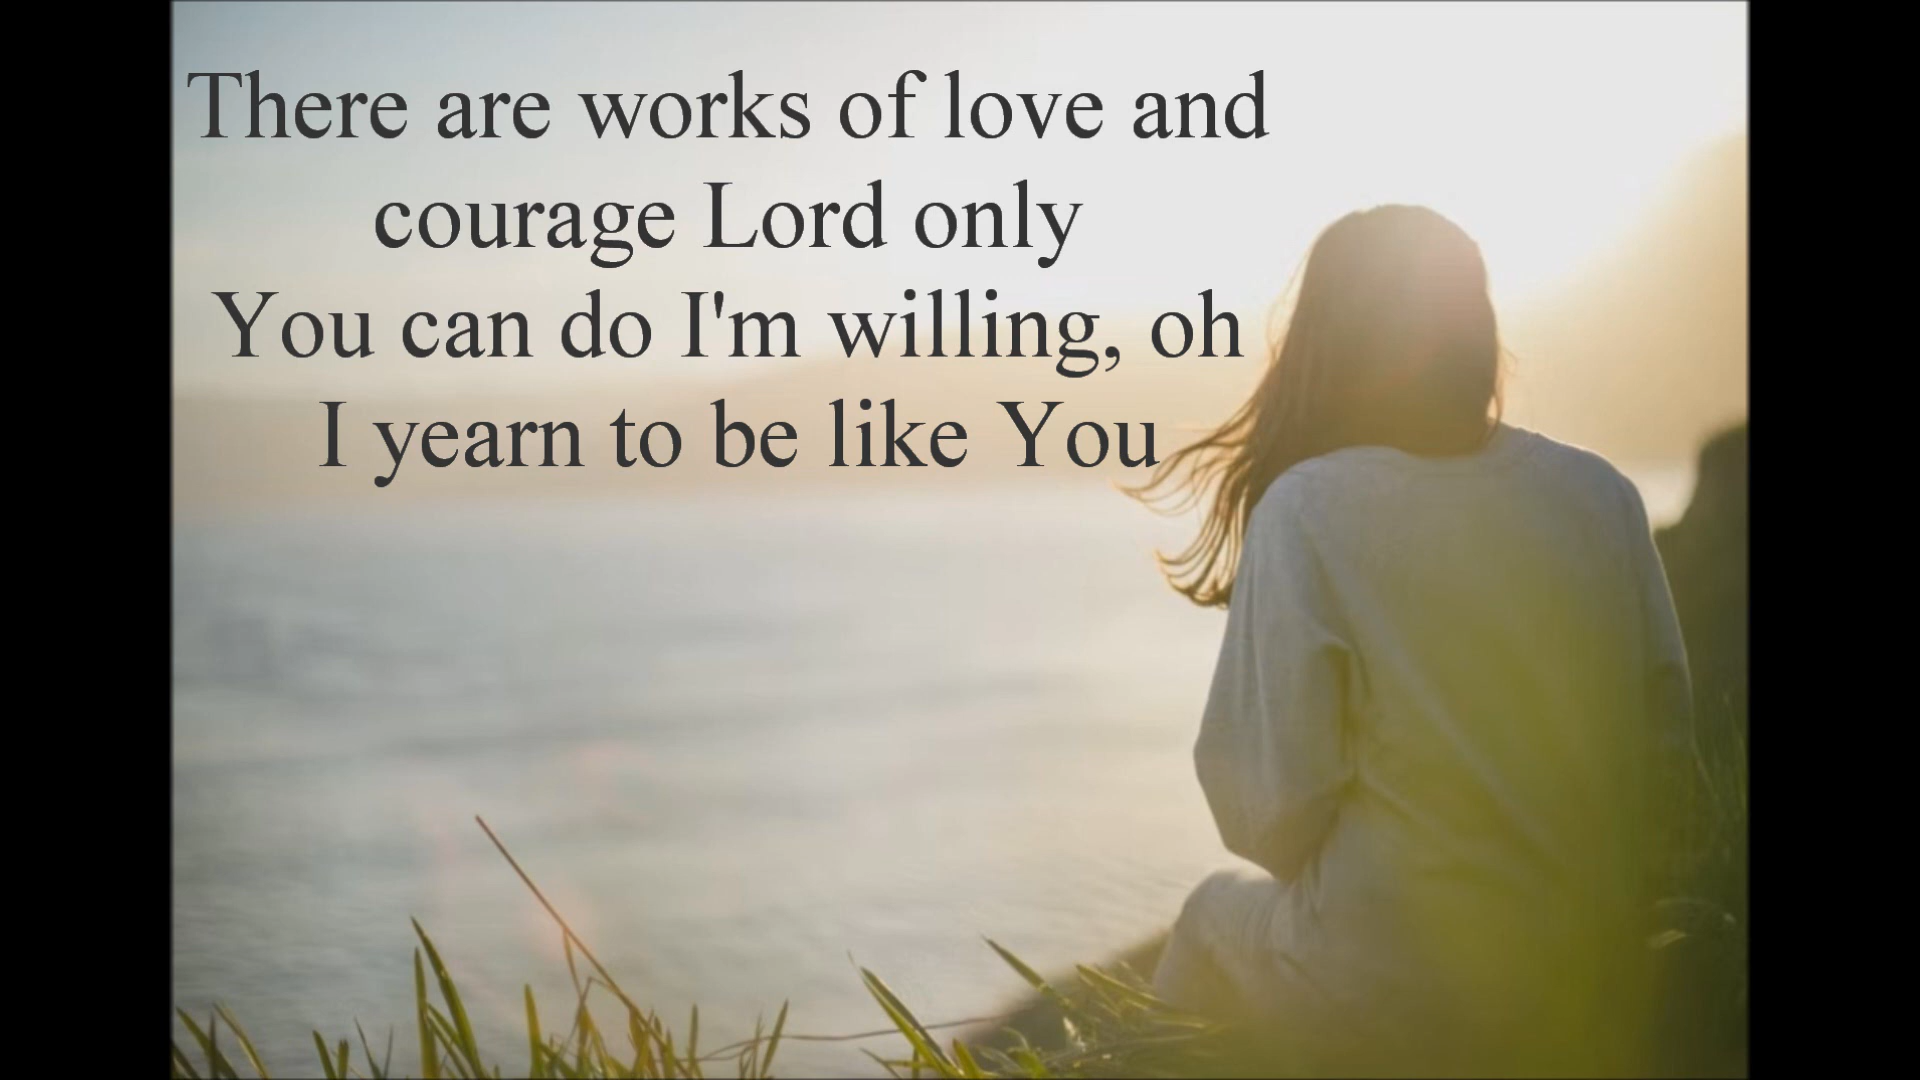 There are works of love and
courage Lord only
You can do I'm willing, oh
I yearn to be like You